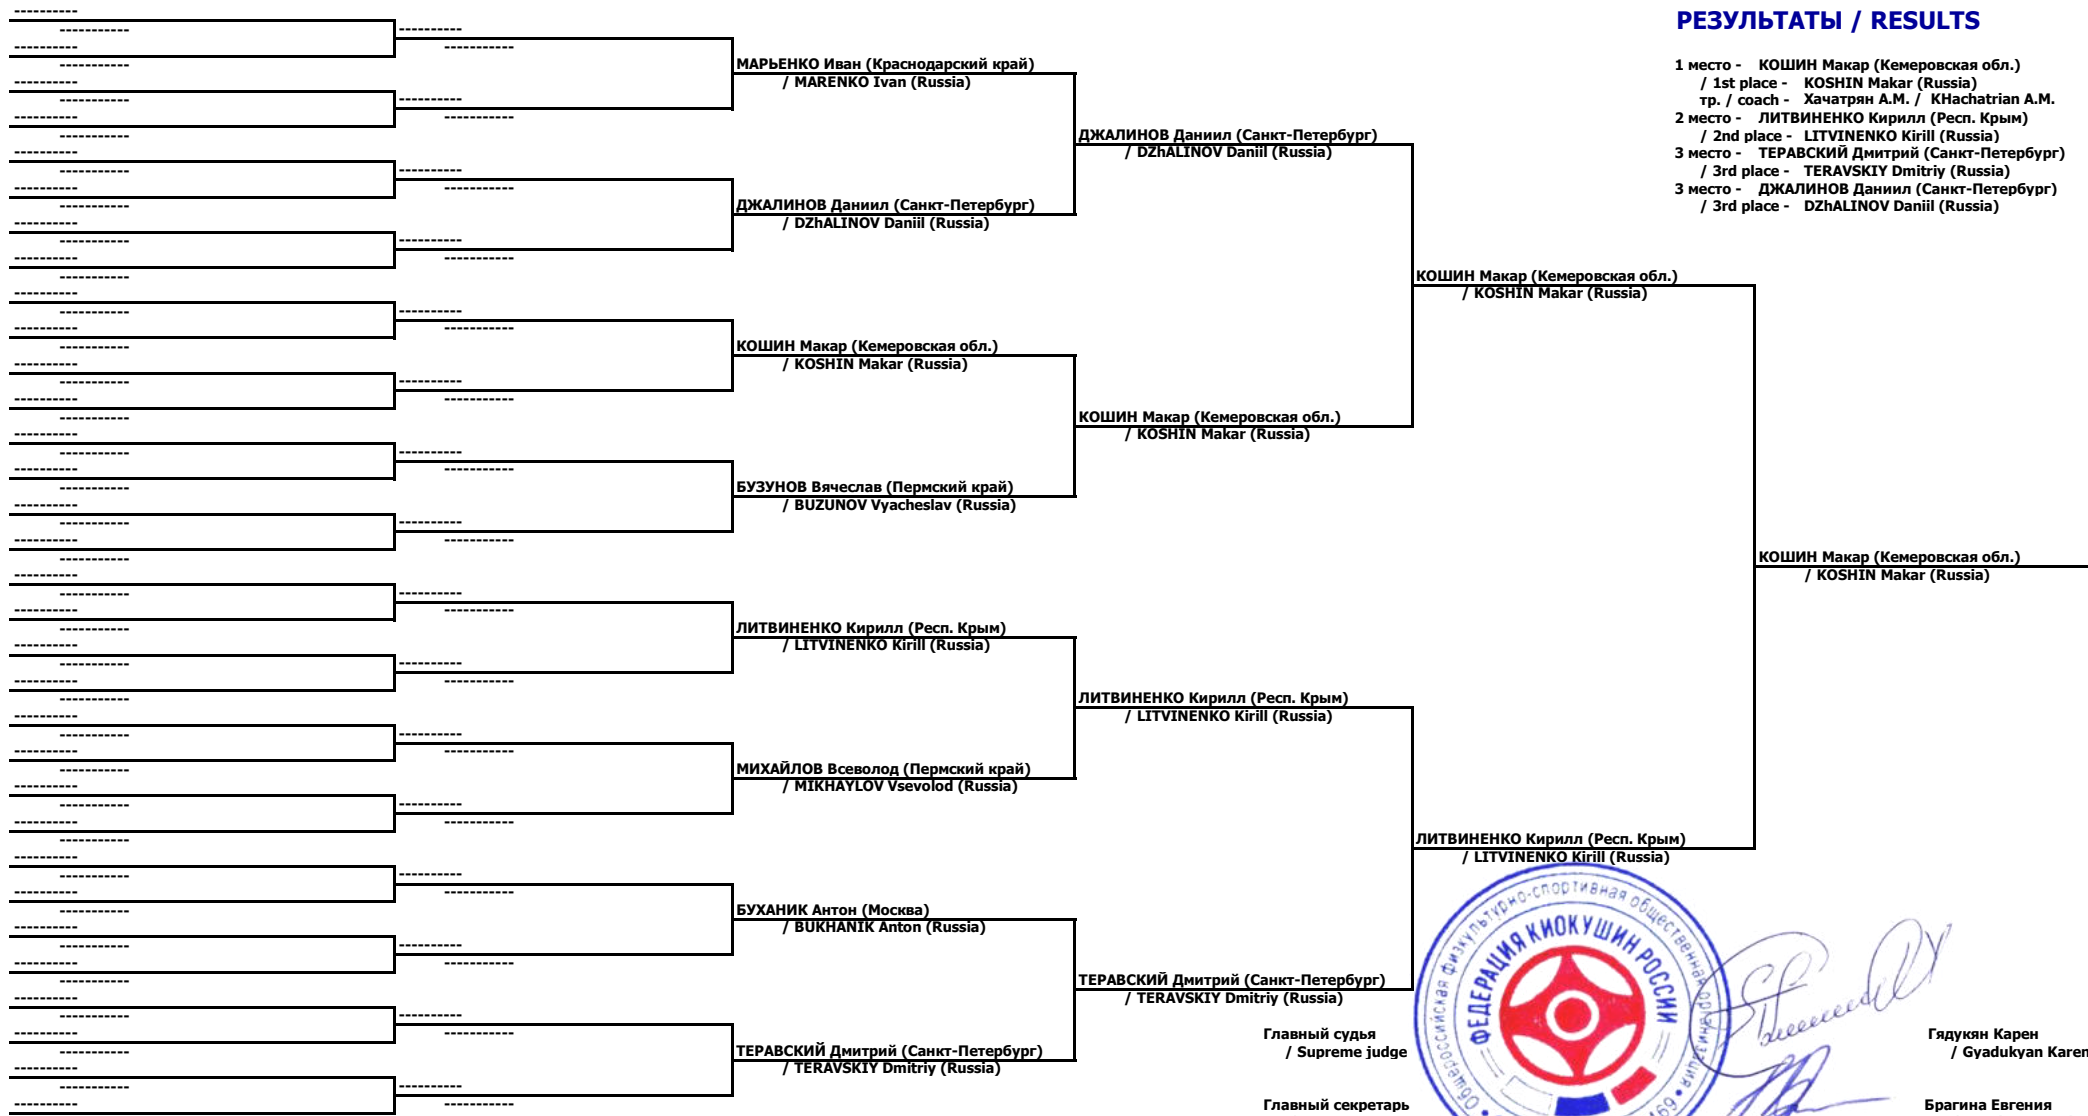 РЕЗУЛЬТАТЫ / RESULTS
1 место - КОШИН Макар (Кемеровская обл.)
/ 1st place - KOSHIN Makar (Russia)
тр. / coach - Хачатрян А.М. / KHachatrian A.M.
2 место - ЛИТВИНЕНКО Кирилл (Респ. Крым)
/ 2nd place - LITVINENKO Kirill (Russia)
3 место - ТЕРАВСКИЙ Дмитрий (Санкт-Петербург)
/ 3rd place - TERAVSKIY Dmitriy (Russia)
3 место - ДЖАЛИНОВ Даниил (Санкт-Петербург)
/ 3rd place - DZhALINOV Daniil (Russia)
МАРЬЕНКО Иван (Краснодарский край)
/ MARENKO Ivan (Russia)
ДЖАЛИНОВ Даниил (Санкт-Петербург)
/ DZhALINOV Daniil (Russia)
КОШИН Макар (Кемеровская обл.)
/ KOSHIN Makar (Russia)
БУЗУНОВ Вячеслав (Пермский край)
/ BUZUNOV Vyacheslav (Russia)
ЛИТВИНЕНКО Кирилл (Респ. Крым)
/ LITVINENKO Kirill (Russia)
МИХАЙЛОВ Всеволод (Пермский край)
/ MIKHAYLOV Vsevolod (Russia)
БУХАНИК Антон (Москва)
/ BUKHANIK Anton (Russia)
ТЕРАВСКИЙ Дмитрий (Санкт-Петербург)
/ TERAVSKIY Dmitriy (Russia)
ДЖАЛИНОВ Даниил (Санкт-Петербург)
/ DZhALINOV Daniil (Russia)
КОШИН Макар (Кемеровская обл.)
/ KOSHIN Makar (Russia)
ЛИТВИНЕНКО Кирилл (Респ. Крым)
/ LITVINENKO Kirill (Russia)
ТЕРАВСКИЙ Дмитрий (Санкт-Петербург)
/ TERAVSKIY Dmitriy (Russia)
КОШИН Макар (Кемеровская обл.)
/ KOSHIN Makar (Russia)
ЛИТВИНЕНКО Кирилл (Респ. Крым)
/ LITVINENKO Kirill (Russia)
КОШИН Макар (Кемеровская обл.)
/ KOSHIN Makar (Russia)
Общероссийская физкультурно-спортивная общественная организация
ФЕДЕРАЦИЯ КИОКУШИН РОССИИ
Главный судья
/ Supreme judge
Гядукян Карен
/ Gyadukyan Karen
Главный секретарь
Брагина Евгения